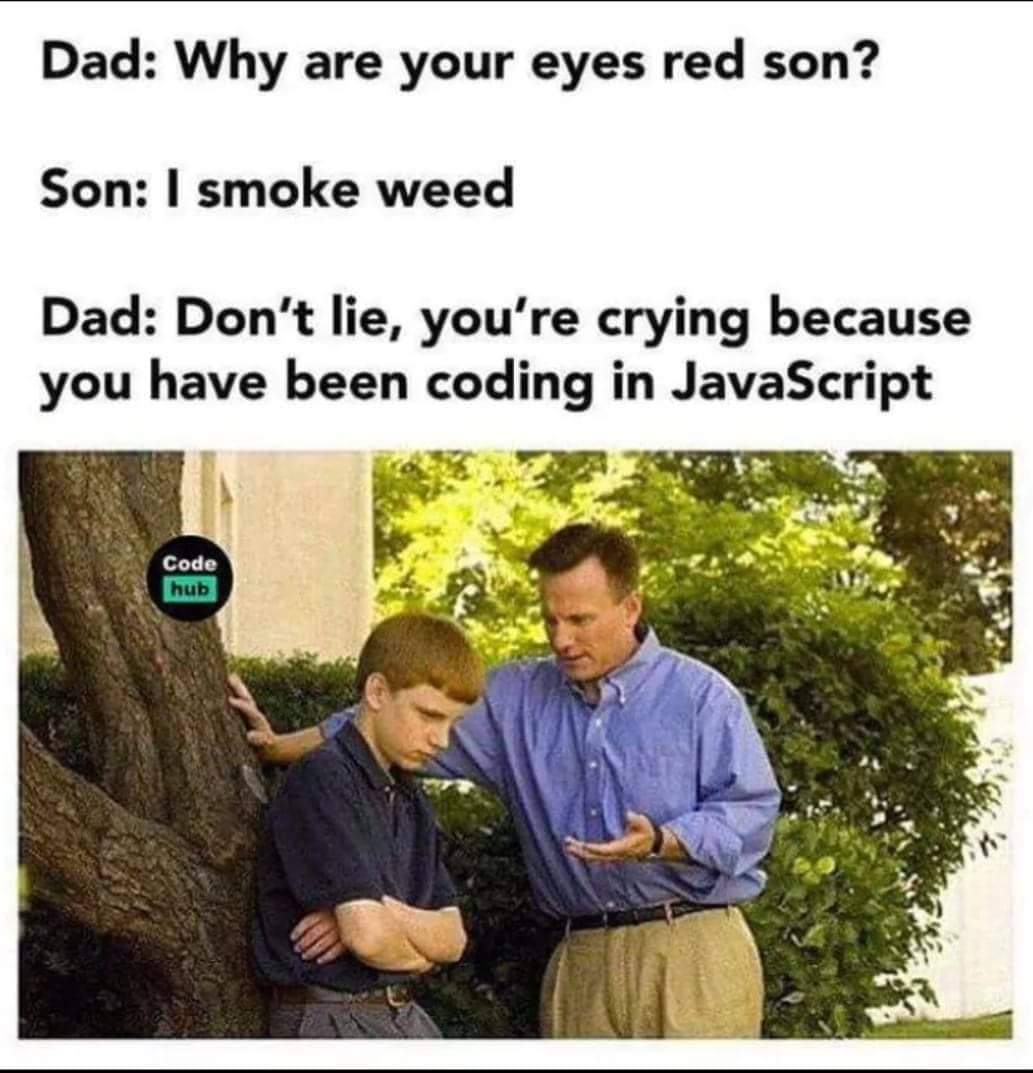 Dad: Why are your eyes red son?
Son: I smoke weed
Dad: Don't lie, you're crying because
you have been coding in JavaScript
Code
hub